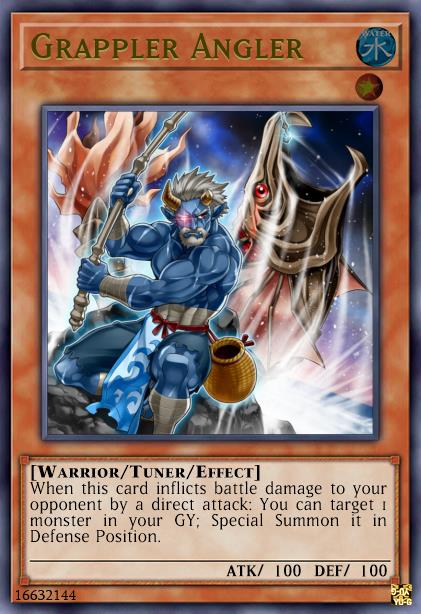 Grappler Angler
WATER
水
[Warrior/Tuner/Effect]
When this card inflicts battle damage to your
opponent by a direct attack: You can target 1
monster in your GY; Special Summon it in
Defense Position.
ATK/ 100 DEF/ 100
16632144